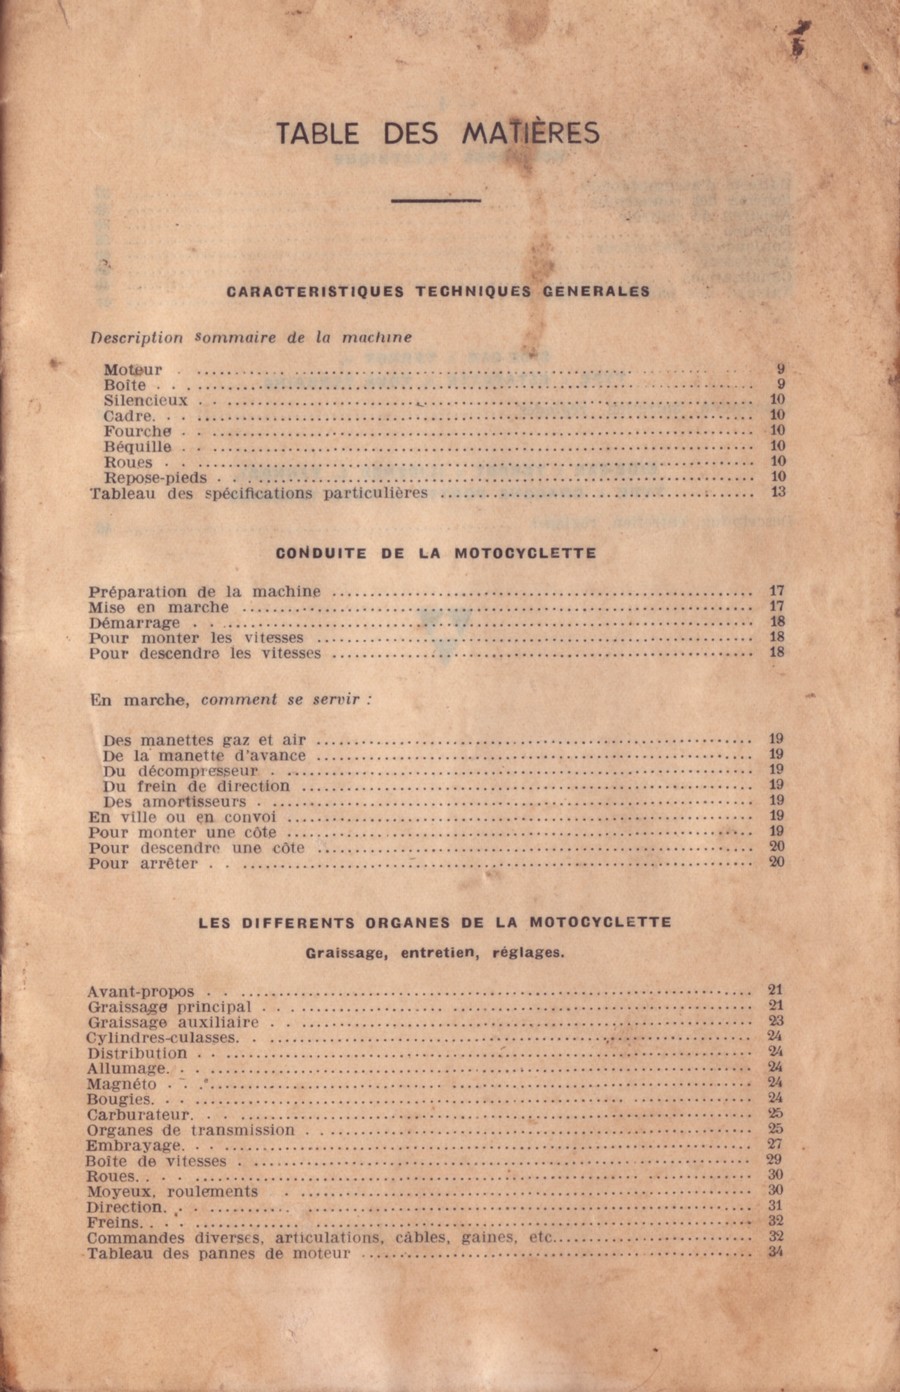 TABLE DES MATIÈRES
CARACTERISTIQUES TECHNIQUES GENERALES
Description sommaire de la machine
Moteur ........ 9
Boîte ........ 9
Silencieux ........ 10
Cadre ........ 10
Fourche ........ 10
Béquille ........ 10
Roues ........ 10
Repose-pieds ........ 10
Tableau des spécifications particulières ........ 13
CONDUITE DE LA MOTOCYCLETTE
Préparation de la machine ........ 17
Mise en marche ........ 17
Démarrage ........ 18
Pour monter les vitesses ........ 18
Pour descendre les vitesses ........ 18
En marche, comment se servir :
Des manettes gaz et air ........ 19
De la manette d'avance ........ 19
Du décompresseur ........ 19
Du frein de direction ........ 19
Des amortisseurs ........ 19
En ville ou en convoi ........ 19
Pour monter une côte ........ 19
Pour descendre une côte ........ 20
Pour arrêter ........ 20
LES DIFFERENTS ORGANES DE LA MOTOCYCLETTE
Graissage, entretien, réglages.
Avant-propos ........ 21
Graissage principal ........ 21
Graissage auxiliaire ........ 23
Cylindres-culasses. ........ 24
Distribution ........ 24
Allumage. ........ 24
Magnéto ........ 24
Bougies. ........ 24
Carburateur. ........ 25
Organes de transmission ........ 25
Embrayage. ........ 27
Boîte de vitesses ........ 29
Roues. ........ 30
Moyeux, roulements ........ 30
Direction. ........ 31
Freins. ........ 32
Commandes diverses, articulations, câbles, gaines, etc. ........ 32
Tableau des pannes de moteur ........ 34